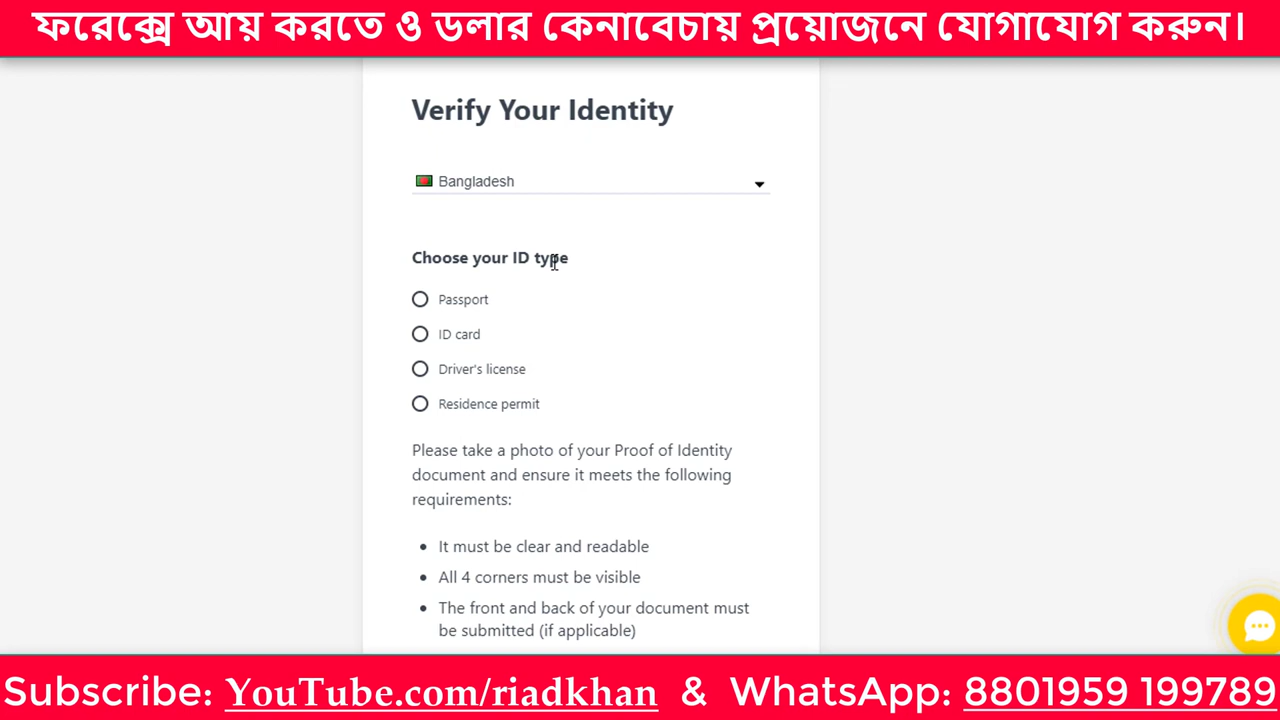 ফরেক্সে আয় করতে ও ডলার কেনাবেচায় প্রয়োজনে যোগাযোগ করুন।
Verify Your Identity
Bangladesh
Choose your ID type
Passport
ID card
Driver's license
Residence permit
Please take a photo of your Proof of Identity
document and ensure it meets the following
requirements:
• It must be clear and readable
• All 4 corners must be visible
• The front and back of your document must
be submitted (if applicable)
Subscribe: YouTube.com/riadkhan & WhatsApp: 8801959 199789